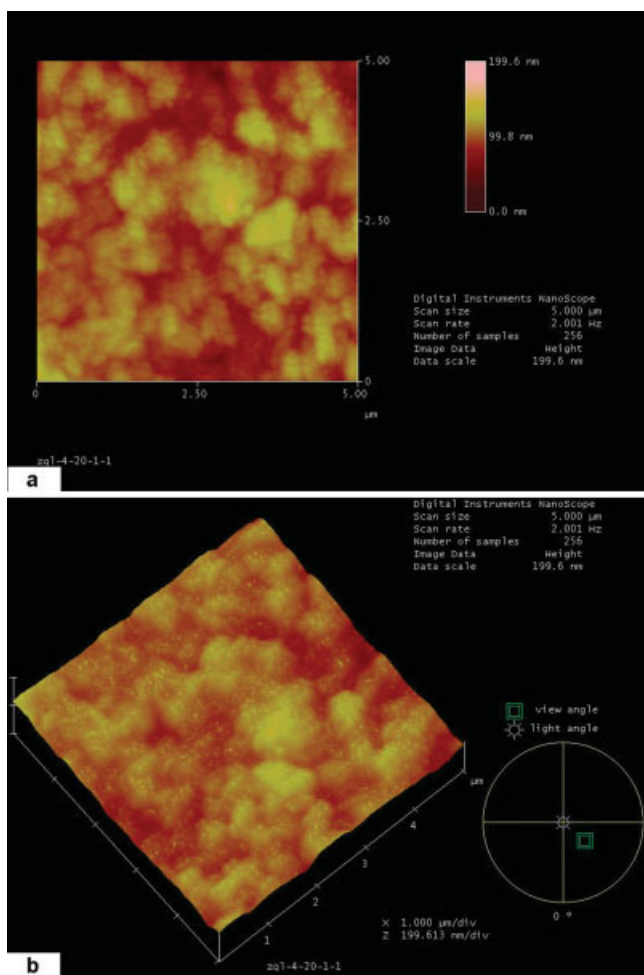 5.00
199.6 nm
99.8 nm
2.50
0.0 nm
Digital Instruments NanoScope
Scan size 5.000 µm
Scan rate 2.001 Hz
Number of samples 256
Image Data Height
Data scale 199.6 nm
0
0 2.50 5.00
µm
zql-4-20-1-1
a
Digital Instruments NanoScope
Scan size 5.000 µm
Scan rate 2.001 Hz
Number of samples 256
Image Data Height
Data scale 199.6 nm
view angle
light angle
µm
4
3
2
1
0 º
X 1.000 µm/div
Z 199.613 nm/div
zql-4-20-1-1
b